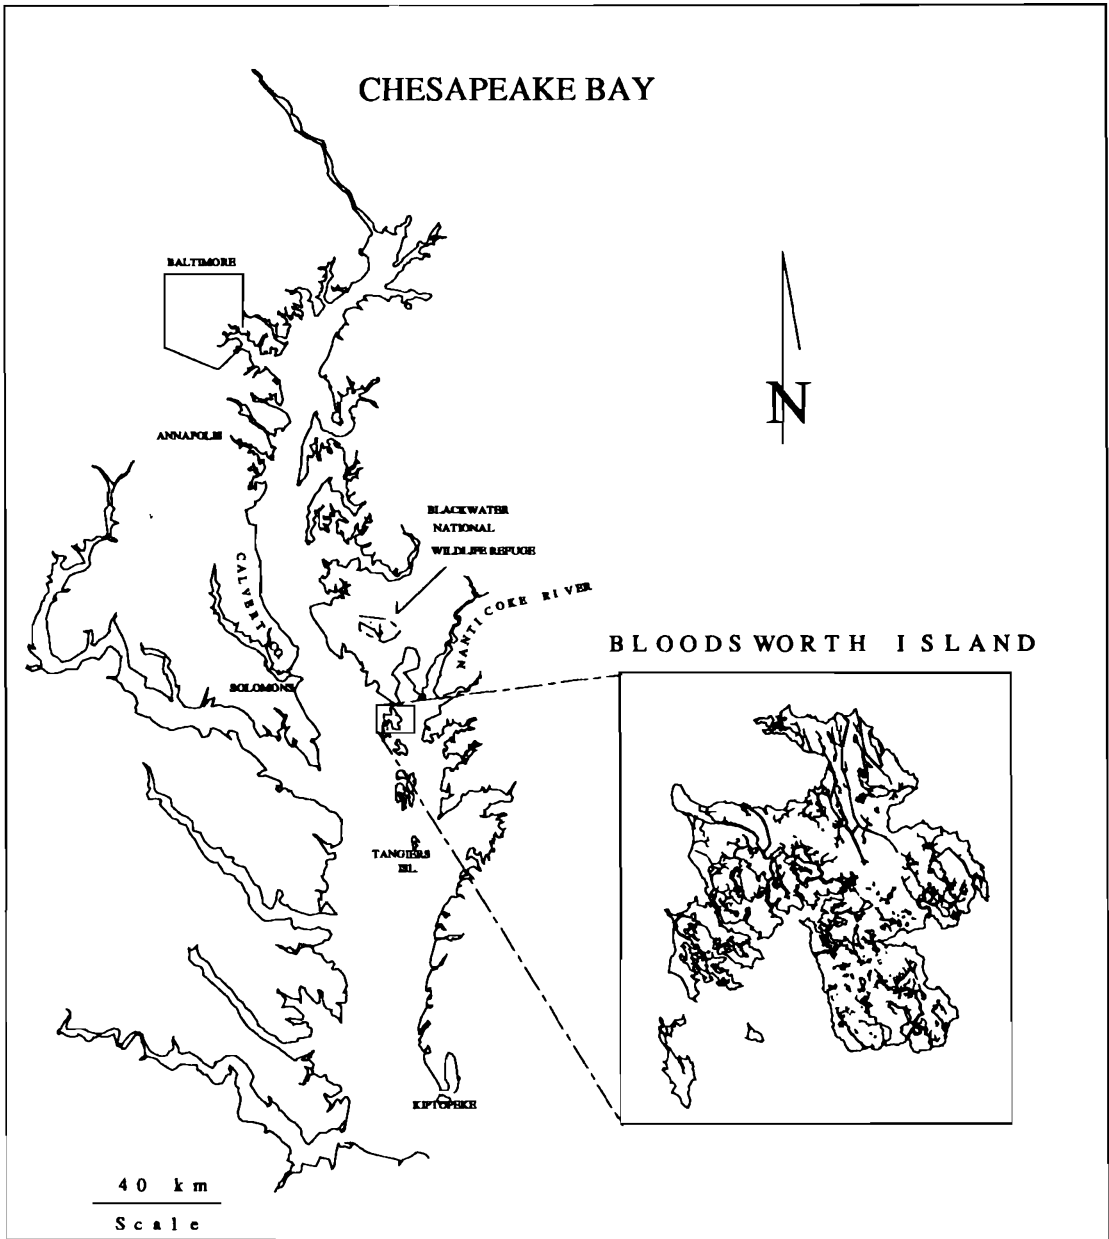 CHESAPEAKE BAY
BALTIMORE
N
ANNAPOLIS
BLACKWATER
NATIONAL
WILDLIFE REFUGE
CALVERT CO
NANTICOKE RIVER
BLOODSWORTH ISLAND
SOLOMONS
TANGIERS
ISL.
KIPTOPEKE
40 km
Scale